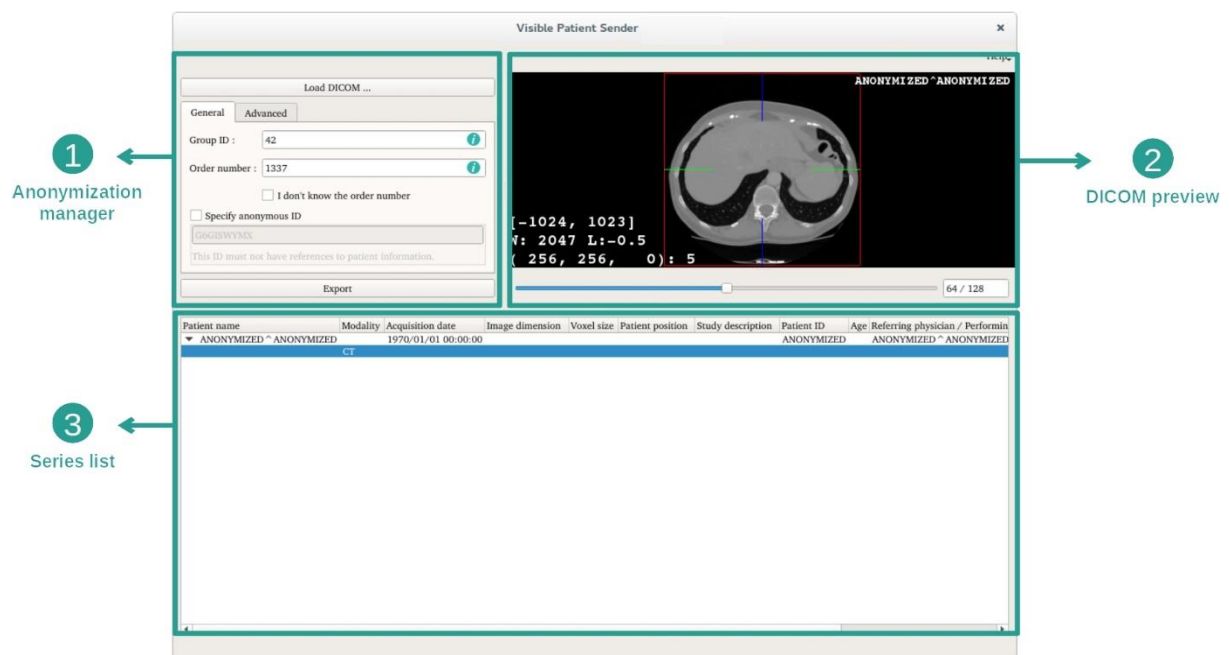 Visible Patient Sender
×
Help
Load DICOM ...
General Advanced
Group ID : 42 i
Order number : 1337 i
I don't know the order number
Specify anonymous ID
G6GISWYMX
This ID must not have references to patient information.
Export
ANONYMIZED^ANONYMIZED
[-1024, 1023]
W: 2047 L:-0.5
( 256, 256, 0): 5
64 / 128
1
Anonymization
manager
2
DICOM preview
Patient name Modality Acquisition date Image dimension Voxel size Patient position Study description Patient ID Age Referring physician / Performin
ANONYMIZED ^ ANONYMIZED 1970/01/01 00:00:00 ANONYMIZED ANONYMIZED ^ ANONYMIZED
CT
3
Series list